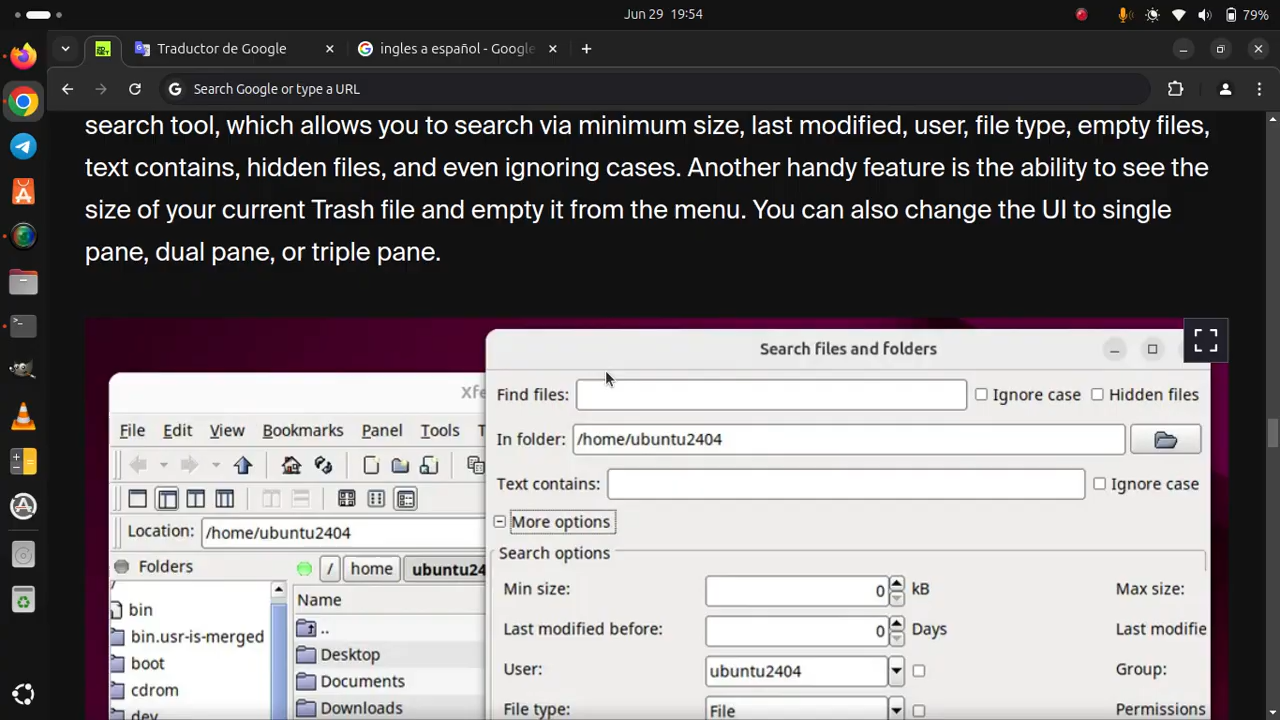 Jun 29 19:54
79%
Traductor de Google
ingles a español - Google
Search Google or type a URL
search tool, which allows you to search via minimum size, last modified, user, file type, empty files,
text contains, hidden files, and even ignoring cases. Another handy feature is the ability to see the
size of your current Trash file and empty it from the menu. You can also change the UI to single
pane, dual pane, or triple pane.
Search files and folders
Xfe
Find files:
Ignore case
Hidden files
File Edit View Bookmarks Panel Tools
In folder: /home/ubuntu2404
Text contains:
Ignore case
More options
Location: /home/ubuntu2404
Search options
Folders
/ home ubuntu24
Min size: 0 kB Max size:
Name
/
bin
..
Last modified before: 0 Days Last modifie
bin.usr-is-merged
Desktop
boot
Documents
User: ubuntu2404 Group:
cdrom
Downloads
dev
File type: File Permissions